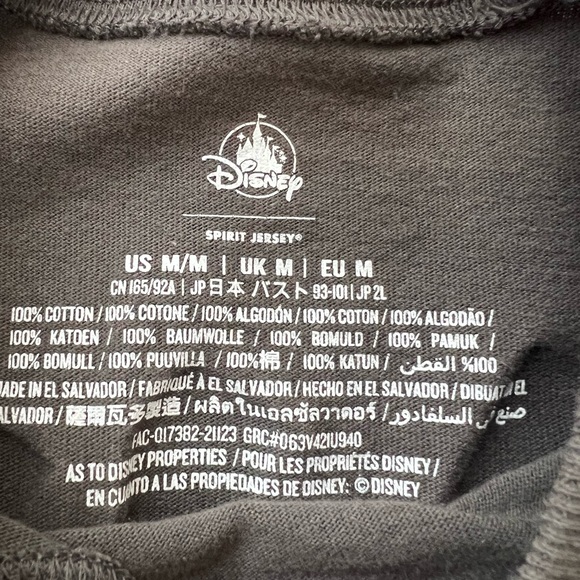 Disney
SPIRIT JERSEY®
US M/M | UK M | EU M
CN 165/92A | JP日本 バスト 93-101 | JP 2L
100% COTTON / 100% COTONE / 100% ALGODÓN / 100% COTON / 100% ALGODÃO /
100% KATOEN / 100% BAUMWOLLE / 100% BOMULD / 100% PAMUK /
100% BOMULL / 100% PUUVILLA / 100%棉 / 100% KATUN / %100 القطن
MADE IN EL SALVADOR / FABRIQUÉ À EL SALVADOR / HECHO EN EL SALVADOR / DIBUAT EL
SALVADOR / 薩爾瓦多製造 / ผลิตในเอลซัลวาดอร์ / صنع في السلفادور
FAC-017382-21123 GRC#063V421U940
AS TO DISNEY PROPERTIES / POUR LES PROPRIÉTÉS DISNEY /
EN CUANTO A LAS PROPIEDADES DE DISNEY: ©DISNEY